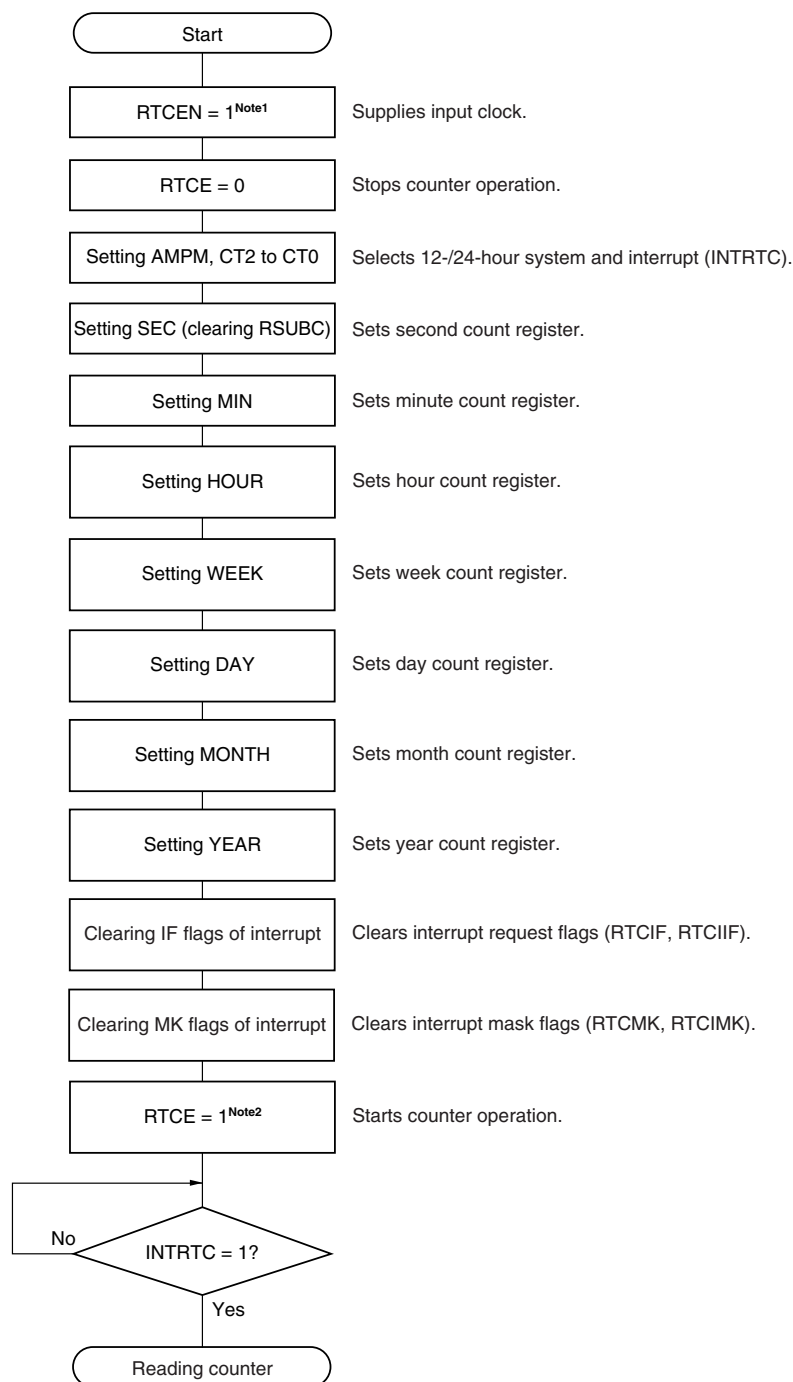 Start
RTCEN = 1Note1 Supplies input clock.
RTCE = 0 Stops counter operation.
Setting AMPM, CT2 to CT0 Selects 12-/24-hour system and interrupt (INTRTC).
Setting SEC (clearing RSUBC) Sets second count register.
Setting MIN Sets minute count register.
Setting HOUR Sets hour count register.
Setting WEEK Sets week count register.
Setting DAY Sets day count register.
Setting MONTH Sets month count register.
Setting YEAR Sets year count register.
Clearing IF flags of interrupt Clears interrupt request flags (RTCIF, RTCIIF).
Clearing MK flags of interrupt Clears interrupt mask flags (RTCMK, RTCIMK).
RTCE = 1Note2 Starts counter operation.
No
INTRTC = 1?
Yes
Reading counter